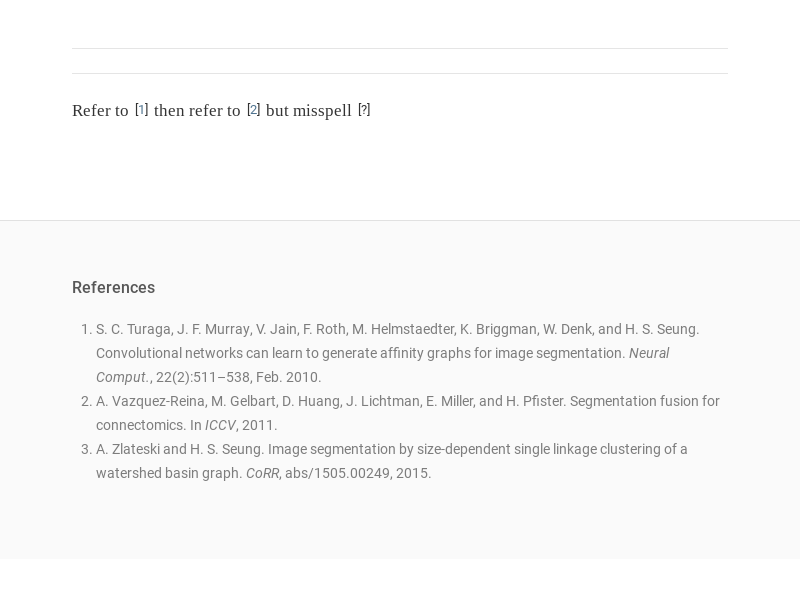 Refer to [1] then refer to [2] but misspell [?]
References
1. S. C. Turaga, J. F. Murray, V. Jain, F. Roth, M. Helmstaedter, K. Briggman, W. Denk, and H. S. Seung.
Convolutional networks can learn to generate affinity graphs for image segmentation. Neural
Comput., 22(2):511–538, Feb. 2010.
2. A. Vazquez-Reina, M. Gelbart, D. Huang, J. Lichtman, E. Miller, and H. Pfister. Segmentation fusion for
connectomics. In ICCV, 2011.
3. A. Zlateski and H. S. Seung. Image segmentation by size-dependent single linkage clustering of a
watershed basin graph. CoRR, abs/1505.00249, 2015.